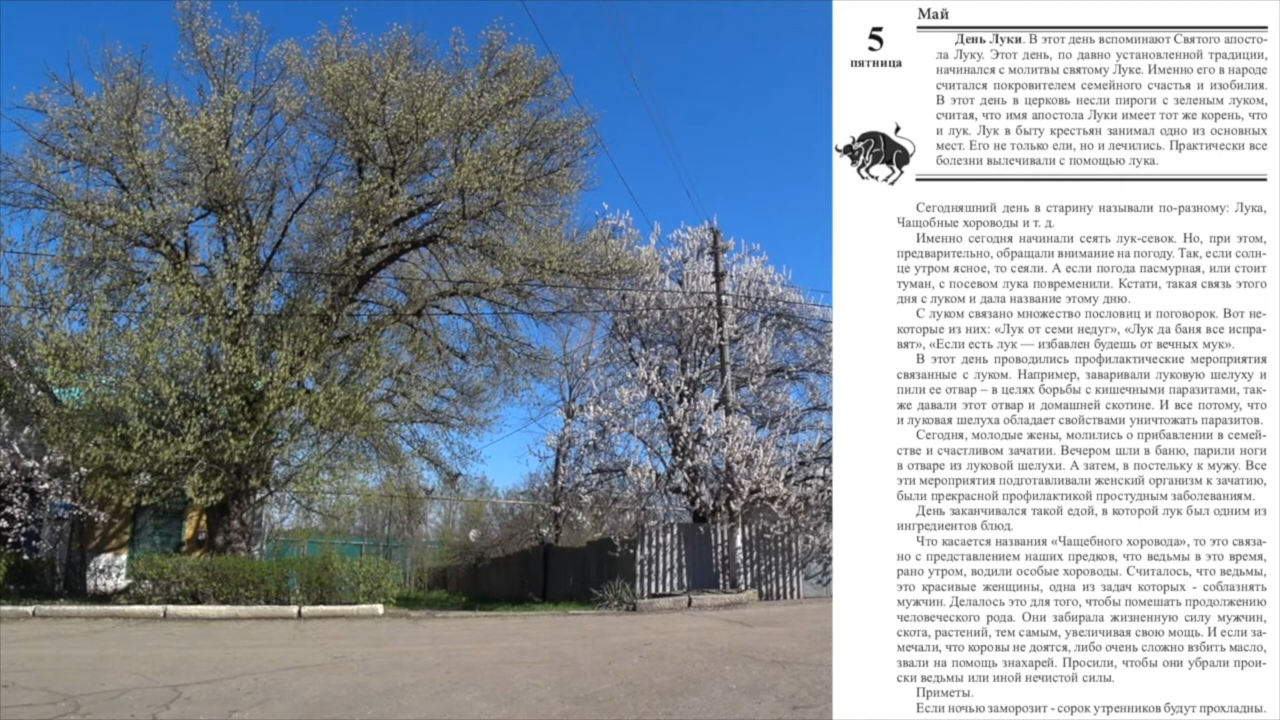 Май
5
пятница
День Луки. В этот день вспоминают Святого апосто-
ла Луку. Этот день, по давно установленной традиции,
начинался с молитвы святому Луке. Именно его в народе
считался покровителем семейного счастья и изобилия.
В этот день в церковь несли пироги с зеленым луком,
считая, что имя апостола Луки имеет тот же корень, что
и лук. Лук в быту крестьян занимал одно из основных
мест. Его не только ели, но и лечились. Практически все
болезни вылечивали с помощью лука.
Сегодняшний день в старину называли по-разному: Лука,
Чащобные хороводы и т. д.
Именно сегодня начинали сеять лук-севок. Но, при этом,
предварительно, обращали внимание на погоду. Так, если солн-
це утром ясное, то сеяли. А если погода пасмурная, или стоит
туман, с посевом лука повременили. Кстати, такая связь этого
дня с луком и дала название этому дню.
С луком связано множество пословиц и поговорок. Вот не-
которые из них: «Лук от семи недуг», «Лук да баня все испра-
вят», «Если есть лук — избавлен будешь от вечных мук».
В этот день проводились профилактические мероприятия
связанные с луком. Например, заваривали луковую шелуху и
пили ее отвар – в целях борьбы с кишечными паразитами, так-
же давали этот отвар и домашней скотине. И все потому, что
и луковая шелуха обладает свойствами уничтожать паразитов.
Сегодня, молодые жены, молились о прибавлении в семей-
стве и счастливом зачатии. Вечером шли в баню, парили ноги
в отваре из луковой шелухи. А затем, в постельку к мужу. Все
эти мероприятия подготавливали женский организм к зачатию,
были прекрасной профилактикой простудным заболеваниям.
День заканчивался такой едой, в которой лук был одним из
ингредиентов блюд.
Что касается названия «Чащебного хоровода», то это связа-
но с представлением наших предков, что ведьмы в это время,
рано утром, водили особые хороводы. Считалось, что ведьмы,
это красивые женщины, одна из задач которых - соблазнять
мужчин. Делалось это для того, чтобы помешать продолжению
человеческого рода. Они забирала жизненную силу мужчин,
скота, растений, тем самым, увеличивая свою мощь. И если за-
мечали, что коровы не доятся, либо очень сложно взбить масло,
звали на помощь знахарей. Просили, чтобы они убрали прои-
ски ведьмы или иной нечистой силы.
Приметы.
Если ночью заморозит - сорок утренников будут прохладны.